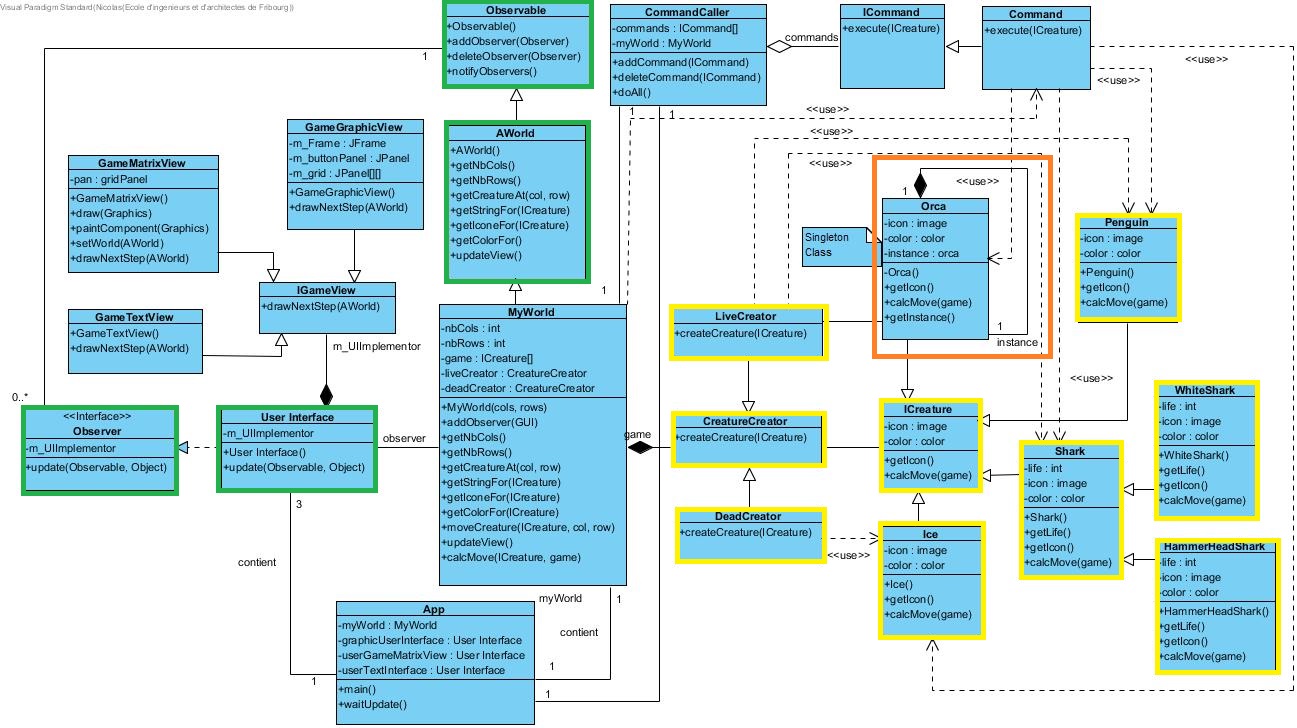 Visual Paradigm Standard(Nicolas(Ecole d'ingenieurs et d'architectes de Fribourg))
Observable
+Observable()
+addObserver(Observer)
+deleteObserver(Observer)
+notifyObservers()
CommandCaller
-commands : ICommand[]
-myWorld : MyWorld
+addCommand(ICommand)
+deleteCommand(ICommand)
+doAll()
commands
ICommand
+execute(ICreature)
Command
+execute(ICreature)
<<use>>
<<use>>
1
1
1
<<use>>
<<use>>
<<use>>
GameGraphicView
-m_Frame : JFrame
-m_buttonPanel : JPanel
-m_grid : JPanel[][]
+GameGraphicView()
+drawNextStep(AWorld)
AWorld
+AWorld()
+getNbCols()
+getNbRows()
+getCreatureAt(col, row)
+getStringFor(ICreature)
+getIconeFor(ICreature)
+getColorFor()
+updateView()
GameMatrixView
-pan : gridPanel
+GameMatrixView()
+draw(Graphics)
+paintComponent(Graphics)
+setWorld(AWorld)
+drawNextStep(AWorld)
1
<<use>>
Orca
-icon : image
-color : color
-instance : orca
-Orca()
+getIcon()
+calcMove(game)
+getInstance()
1
instance
Singleton
Class
Penguin
-icon : image
-color : color
+Penguin()
+getIcon()
+calcMove(game)
IGameView
+drawNextStep(AWorld)
1
GameTextView
+GameTextView()
+drawNextStep(AWorld)
m_UIImplementor
MyWorld
-nbCols : int
-nbRows : int
-game : ICreature[]
-liveCreator : CreatureCreator
-deadCreator : CreatureCreator
+MyWorld(cols, rows)
+addObserver(GUI)
+getNbCols()
+getNbRows()
+getCreatureAt(col, row)
+getStringFor(ICreature)
+getIconeFor(ICreature)
+getColorFor(ICreature)
+moveCreature(ICreature, col, row)
+updateView()
+calcMove(ICreature, game)
LiveCreator
+createCreature(ICreature)
<<use>>
0..*
<<Interface>>
Observer
-m_UIImplementor
+update(Observable, Object)
User Interface
-m_UIImplementor
+User Interface()
+update(Observable, Object)
observer
game
CreatureCreator
+createCreature(ICreature)
ICreature
-icon : image
-color : color
+getIcon()
+calcMove(game)
WhiteShark
-life : int
-icon : image
-color : color
+WhiteShark()
+getLife()
+getIcon()
+calcMove(game)
Shark
-life : int
-icon : image
-color : color
+Shark()
+getLife()
+getIcon()
+calcMove(game)
3
DeadCreator
+createCreature(ICreature)
<<use>>
Ice
-icon : image
-color : color
+Ice()
+getIcon()
+calcMove(game)
HammerHeadShark
-life : int
-icon : image
-color : color
+HammerHeadShark()
+getLife()
+getIcon()
+calcMove(game)
contient
myWorld
1
contient
App
-myWorld : MyWorld
-graphicUserInterface : User Interface
-userGameMatrixView : User Interface
-userTextInterface : User Interface
+main()
+waitUpdate()
1
1
1